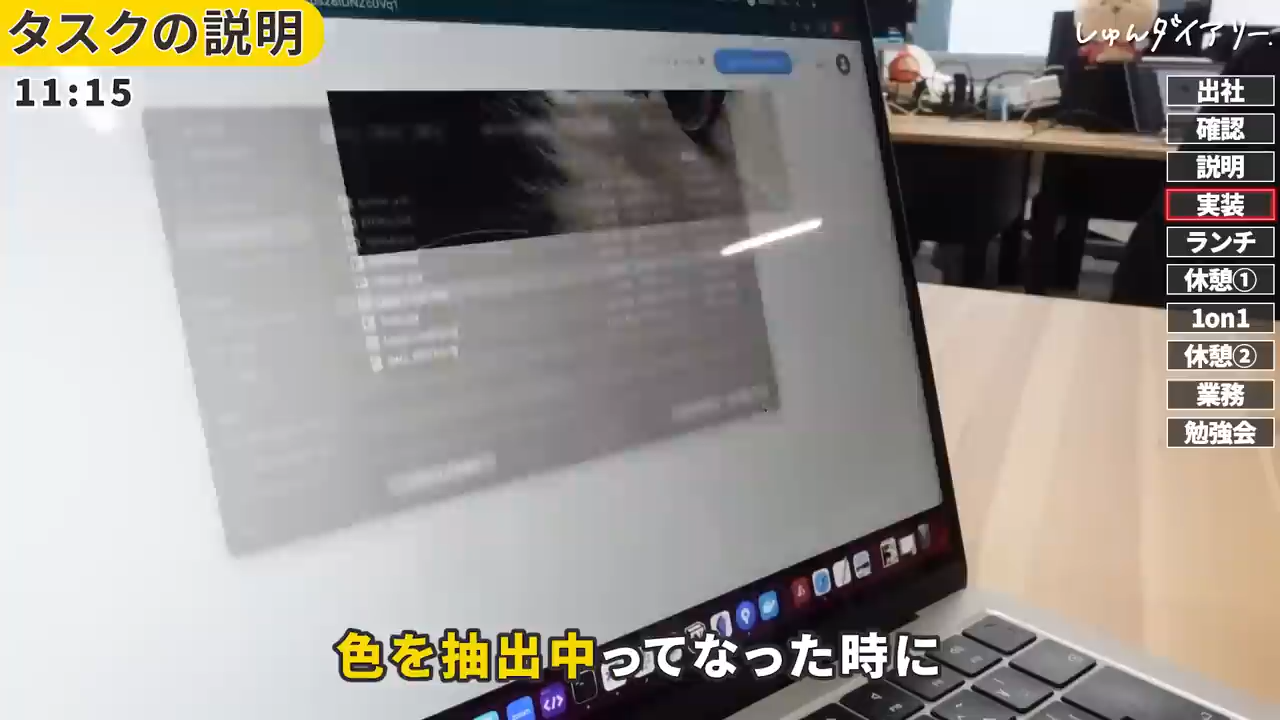 タスクの説明
11:15
しゅんダイアリー.
出社
確認
説明
実装
ランチ
休憩①
1on1
休憩②
業務
勉強会
色を抽出中ってなった時に